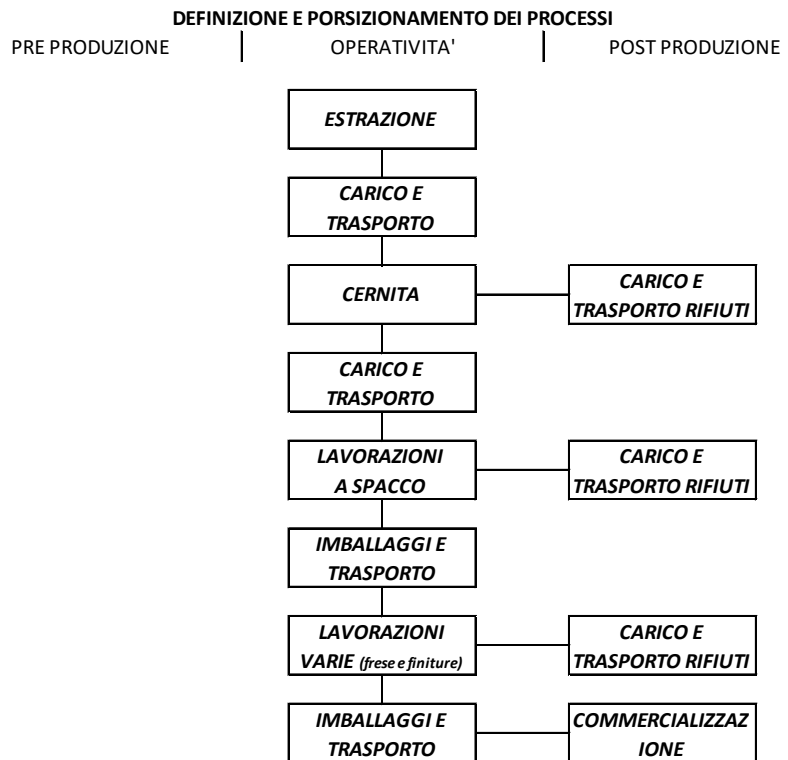 DEFINIZIONE E PORSIZIONAMENTO DEI PROCESSI
PRE PRODUZIONE
OPERATIVITA'
POST PRODUZIONE
ESTRAZIONE
CARICO E
TRASPORTO
CERNITA
CARICO E
TRASPORTO RIFIUTI
CARICO E
TRASPORTO
LAVORAZIONI
A SPACCO
CARICO E
TRASPORTO RIFIUTI
IMBALLAGGI E
TRASPORTO
LAVORAZIONI
VARIE (frese e finiture)
CARICO E
TRASPORTO RIFIUTI
IMBALLAGGI E
TRASPORTO
COMMERCIALIZZAZ
IONE